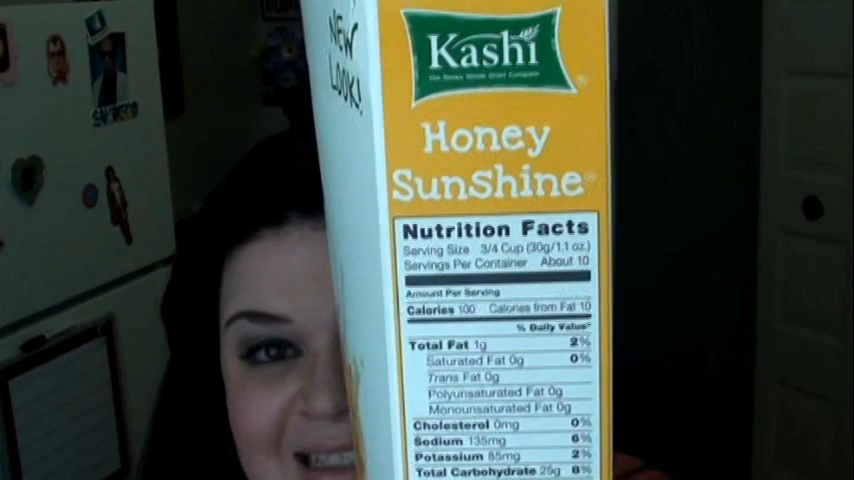 NEW
LOOK!
Kashi
The Seven Whole Grain Company
Honey
Sunshine
Nutrition Facts
Serving Size 3/4 Cup (30g/1.1 oz.)
Servings Per Container About 10
Amount Per Serving
Calories 100 Calories from Fat 10
% Daily Value*
Total Fat 1g 2%
Saturated Fat 0g 0%
Trans Fat 0g
Polyunsaturated Fat 0g
Monounsaturated Fat 0g
Cholesterol 0mg 0%
Sodium 135mg 6%
Potassium 85mg 2%
Total Carbohydrate 25g 8%